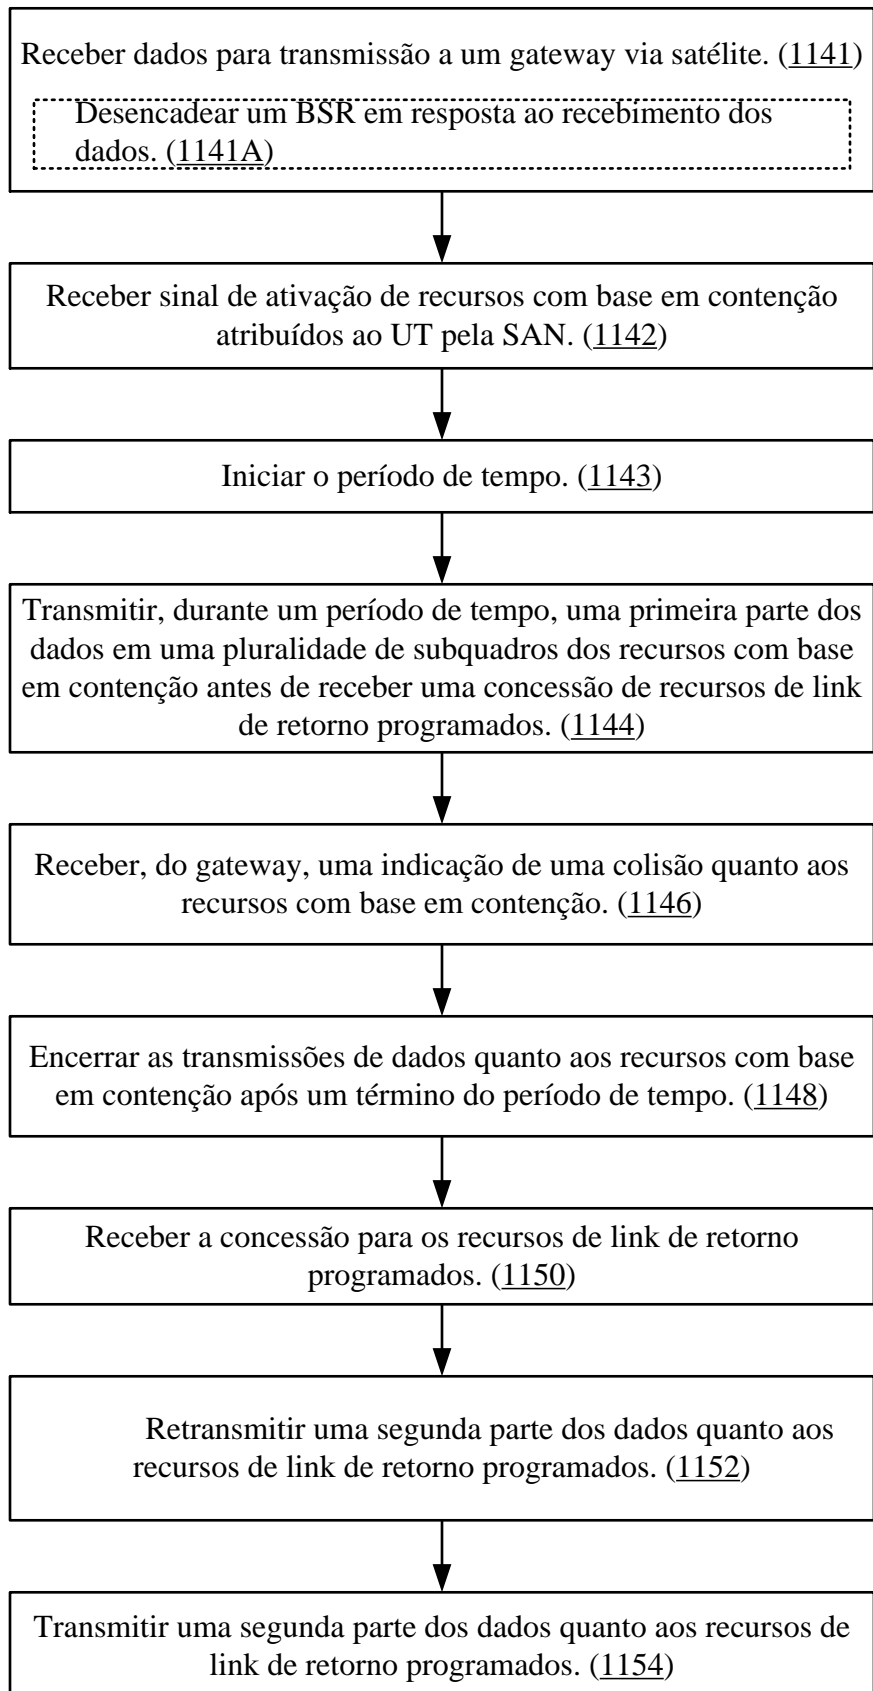 Receber dados para transmissão a um gateway via satélite. (1141)
Desencadear um BSR em resposta ao recebimento dos
dados. (1141A)
Receber sinal de ativação de recursos com base em contenção
atribuídos ao UT pela SAN. (1142)
Iniciar o período de tempo. (1143)
Transmitir, durante um período de tempo, uma primeira parte dos
dados em uma pluralidade de subquadros dos recursos com base
em contenção antes de receber uma concessão de recursos de link
de retorno programados. (1144)
Receber, do gateway, uma indicação de uma colisão quanto aos
recursos com base em contenção. (1146)
Encerrar as transmissões de dados quanto aos recursos com base
em contenção após um término do período de tempo. (1148)
Receber a concessão para os recursos de link de retorno
programados. (1150)
Retransmitir uma segunda parte dos dados quanto aos
recursos de link de retorno programados. (1152)
Transmitir uma segunda parte dos dados quanto aos recursos de
link de retorno programados. (1154)